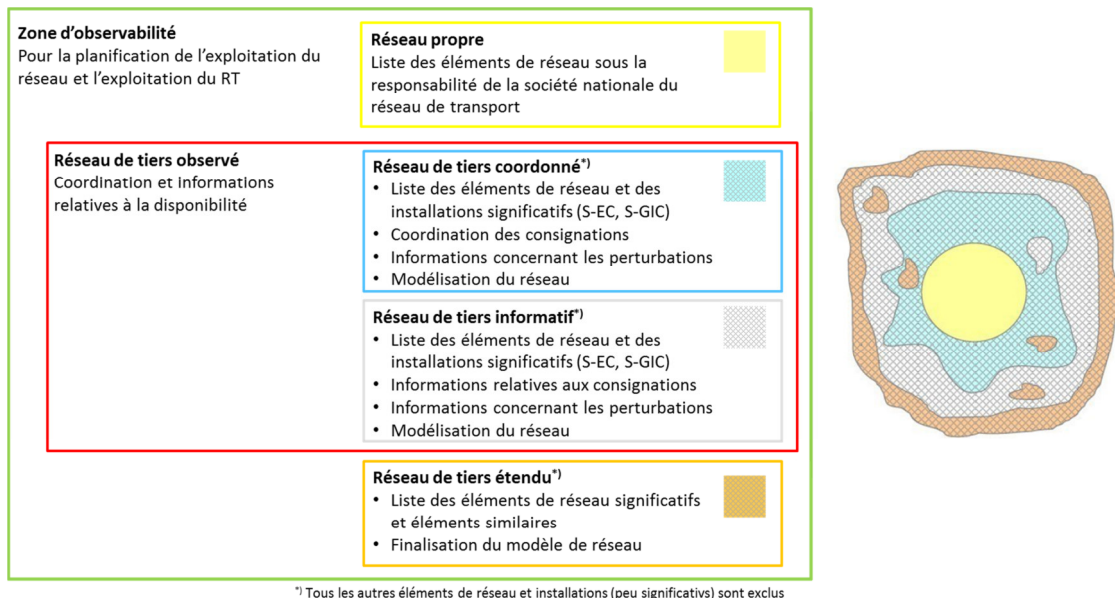 Zone d’observabilité
Pour la planification de l’exploitation du
réseau et l’exploitation du RT
Réseau propre
Liste des éléments de réseau sous la
responsabilité de la société nationale du
réseau de transport
Réseau de tiers observé
Coordination et informations
relatives à la disponibilité
Réseau de tiers coordonné*)
• Liste des éléments de réseau et des
installations significatifs (S-EC, S-GIC)
• Coordination des consignations
• Informations concernant les perturbations
• Modélisation du réseau
Réseau de tiers informatif*)
• Liste des éléments de réseau et des
installations significatifs (S-EC, S-GIC)
• Informations relatives aux consignations
• Informations concernant les perturbations
• Modélisation du réseau
Réseau de tiers étendu*)
• Liste des éléments de réseau significatifs
et éléments similaires
• Finalisation du modèle de réseau
*) Tous les autres éléments de réseau et installations (peu significativs) sont exclus